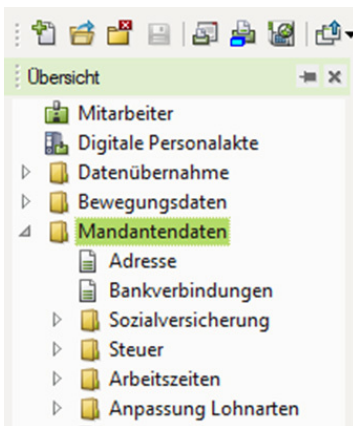 Übersicht
Mitarbeiter
Digitale Personalakte
Datenübernahme
Bewegungsdaten
Mandantendaten
Adresse
Bankverbindungen
Sozialversicherung
Steuer
Arbeitszeiten
Anpassung Lohnarten